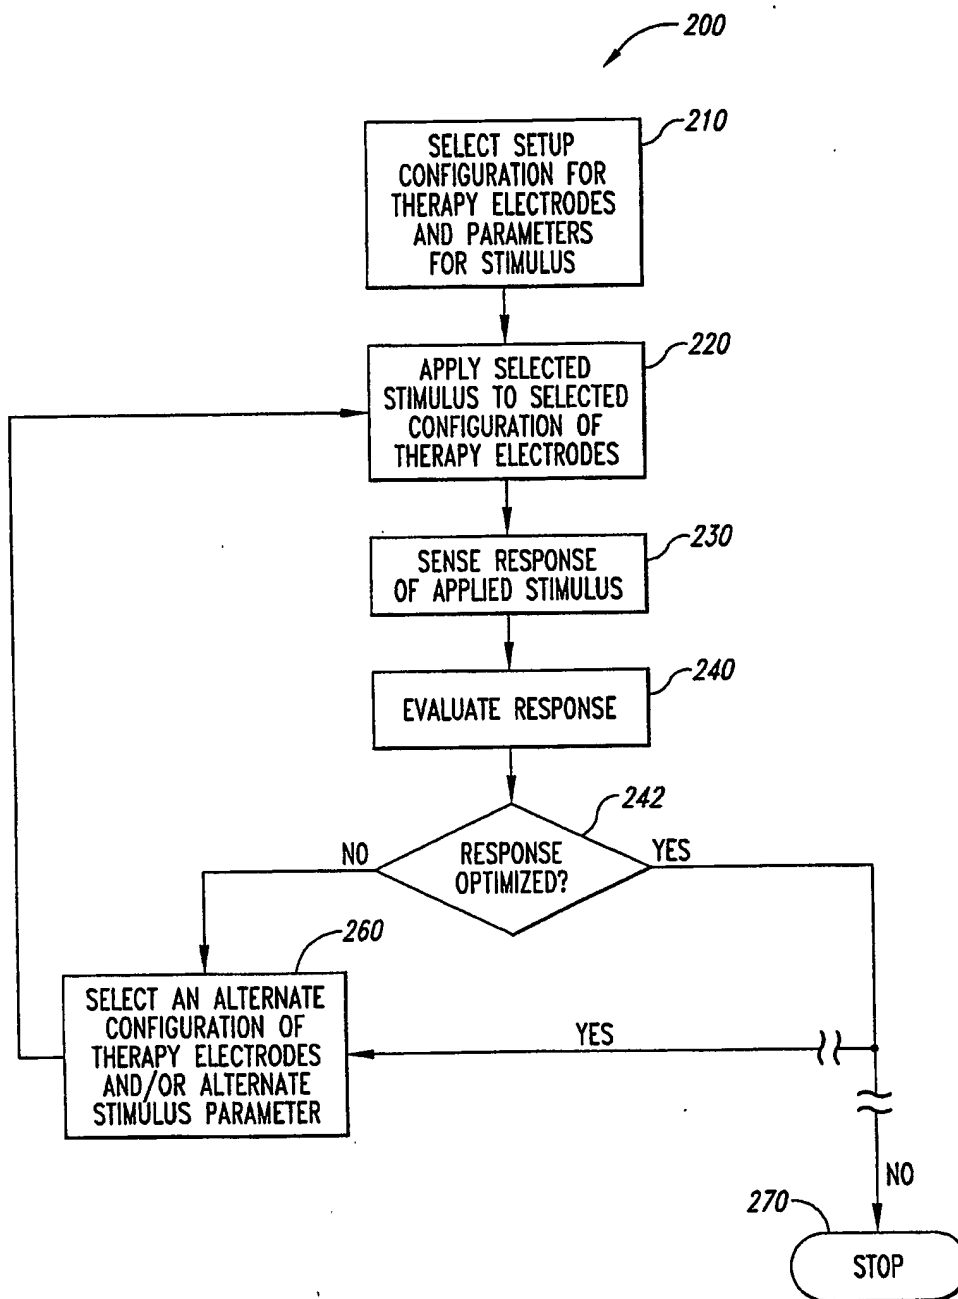 200
210
SELECT SETUP
CONFIGURATION FOR
THERAPY ELECTRODES
AND PARAMETERS
FOR STIMULUS
220
APPLY SELECTED
STIMULUS TO SELECTED
CONFIGURATION OF
THERAPY ELECTRODES
230
SENSE RESPONSE
OF APPLIED STIMULUS
240
EVALUATE RESPONSE
242
RESPONSE
OPTIMIZED?
NO
YES
260
SELECT AN ALTERNATE
CONFIGURATION OF
THERAPY ELECTRODES
AND/OR ALTERNATE
STIMULUS PARAMETER
YES
NO
270
STOP